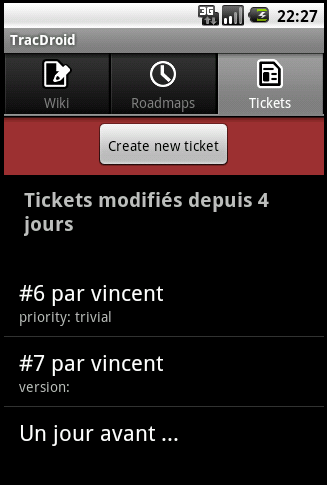 3G 22:27
TracDroid
Wiki Roadmaps Tickets
Create new ticket
Tickets modifiés depuis 4
jours
#6 par vincent
priority: trivial
#7 par vincent
version:
Un jour avant ...